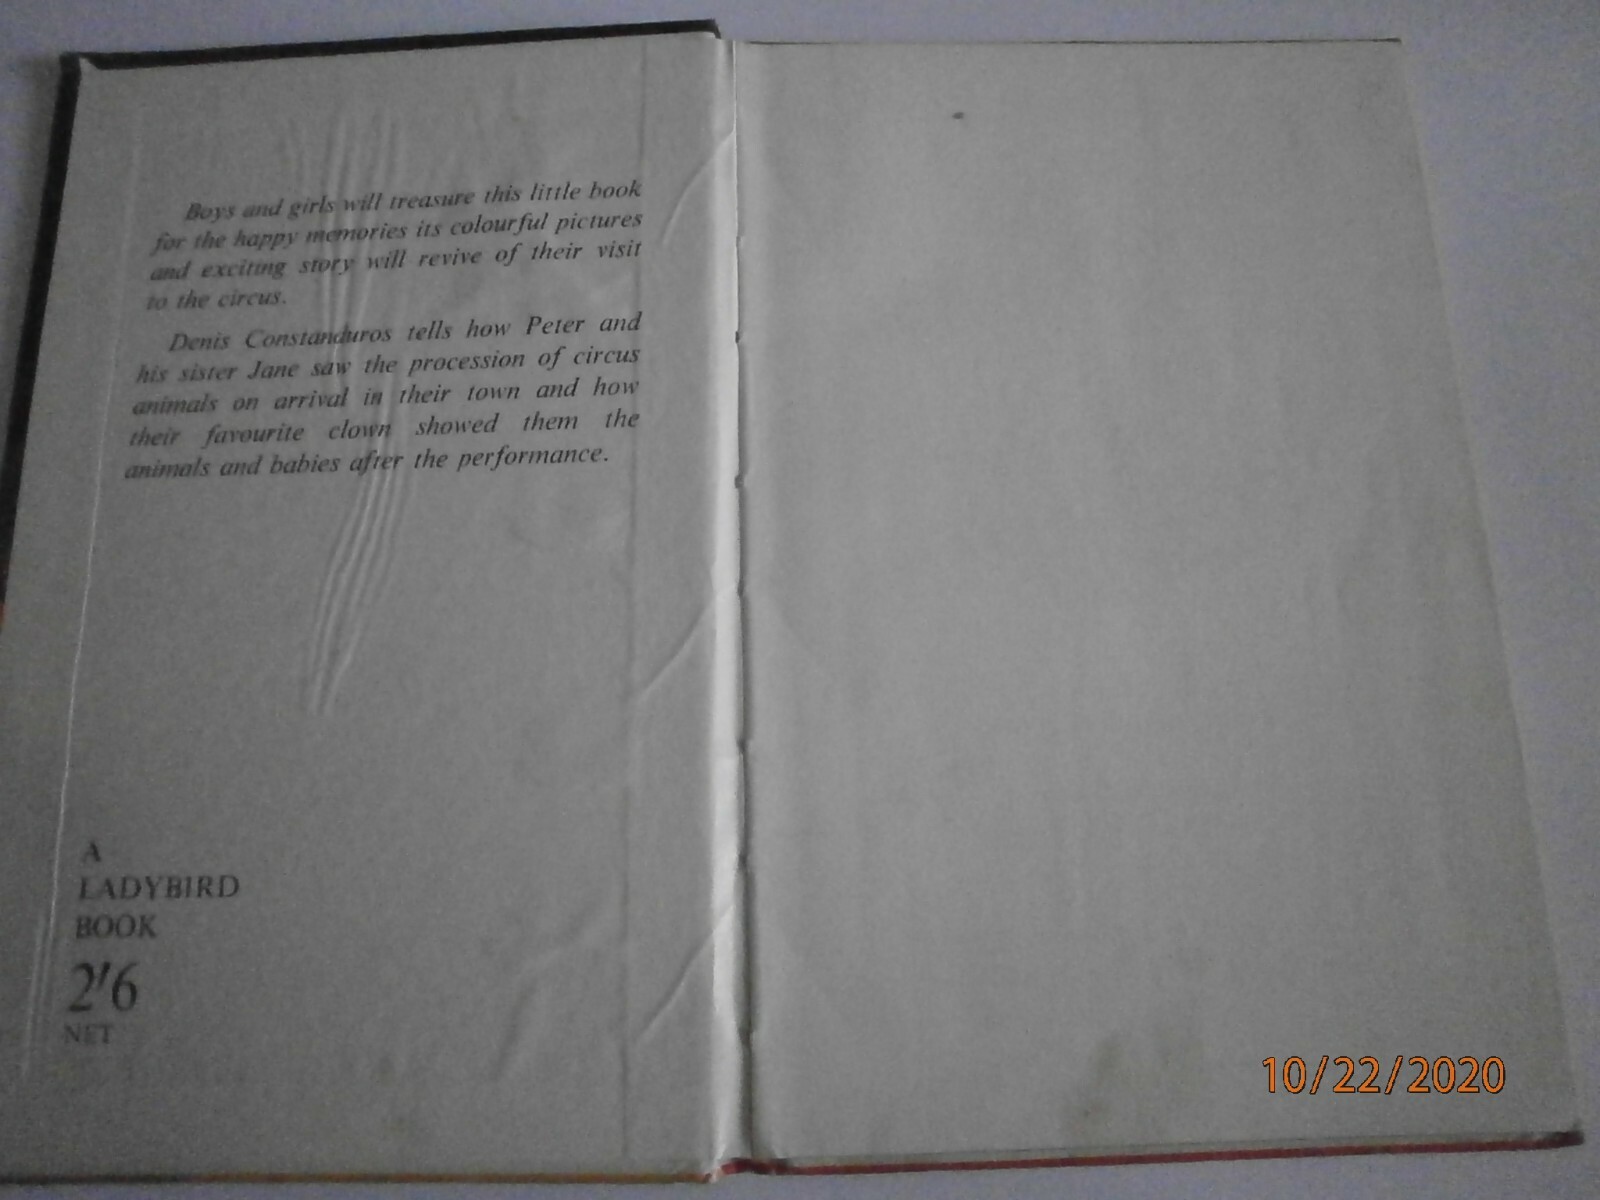 Boys and girls will treasure this little book
for the happy memories its colourful pictures
and exciting story will revive of their visit
to the circus.
Denis Constanduros tells how Peter and
his sister Jane saw the procession of circus
animals on arrival in their town and how
their favourite clown showed them the
animals and babies after the performance.
A
LADYBIRD
BOOK
2'6
NET
10/22/2020